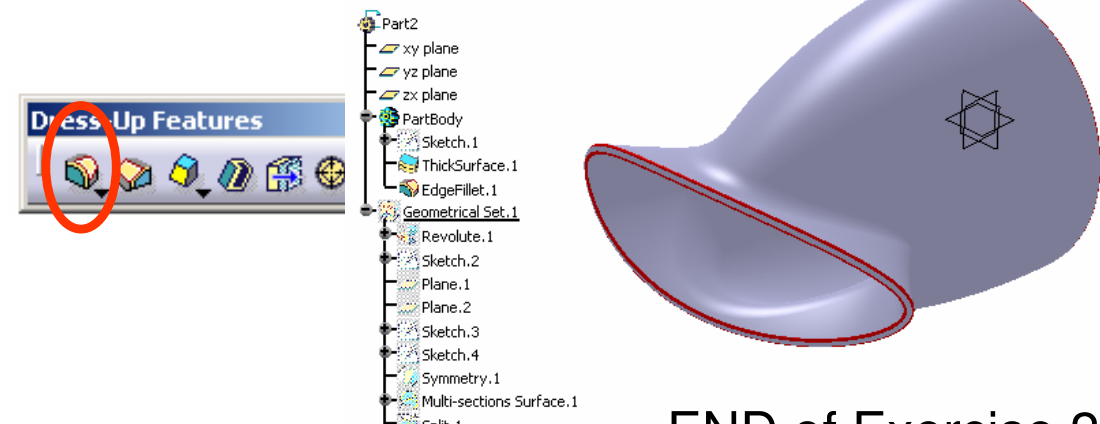 Dress-Up Features
Part2
xy plane
yz plane
zx plane
PartBody
Sketch.1
ThickSurface.1
EdgeFillet.1
Geometrical Set.1
Revolute.1
Sketch.2
Plane.1
Plane.2
Sketch.3
Sketch.4
Symmetry.1
Multi-sections Surface.1
Split.1
END of Exercise